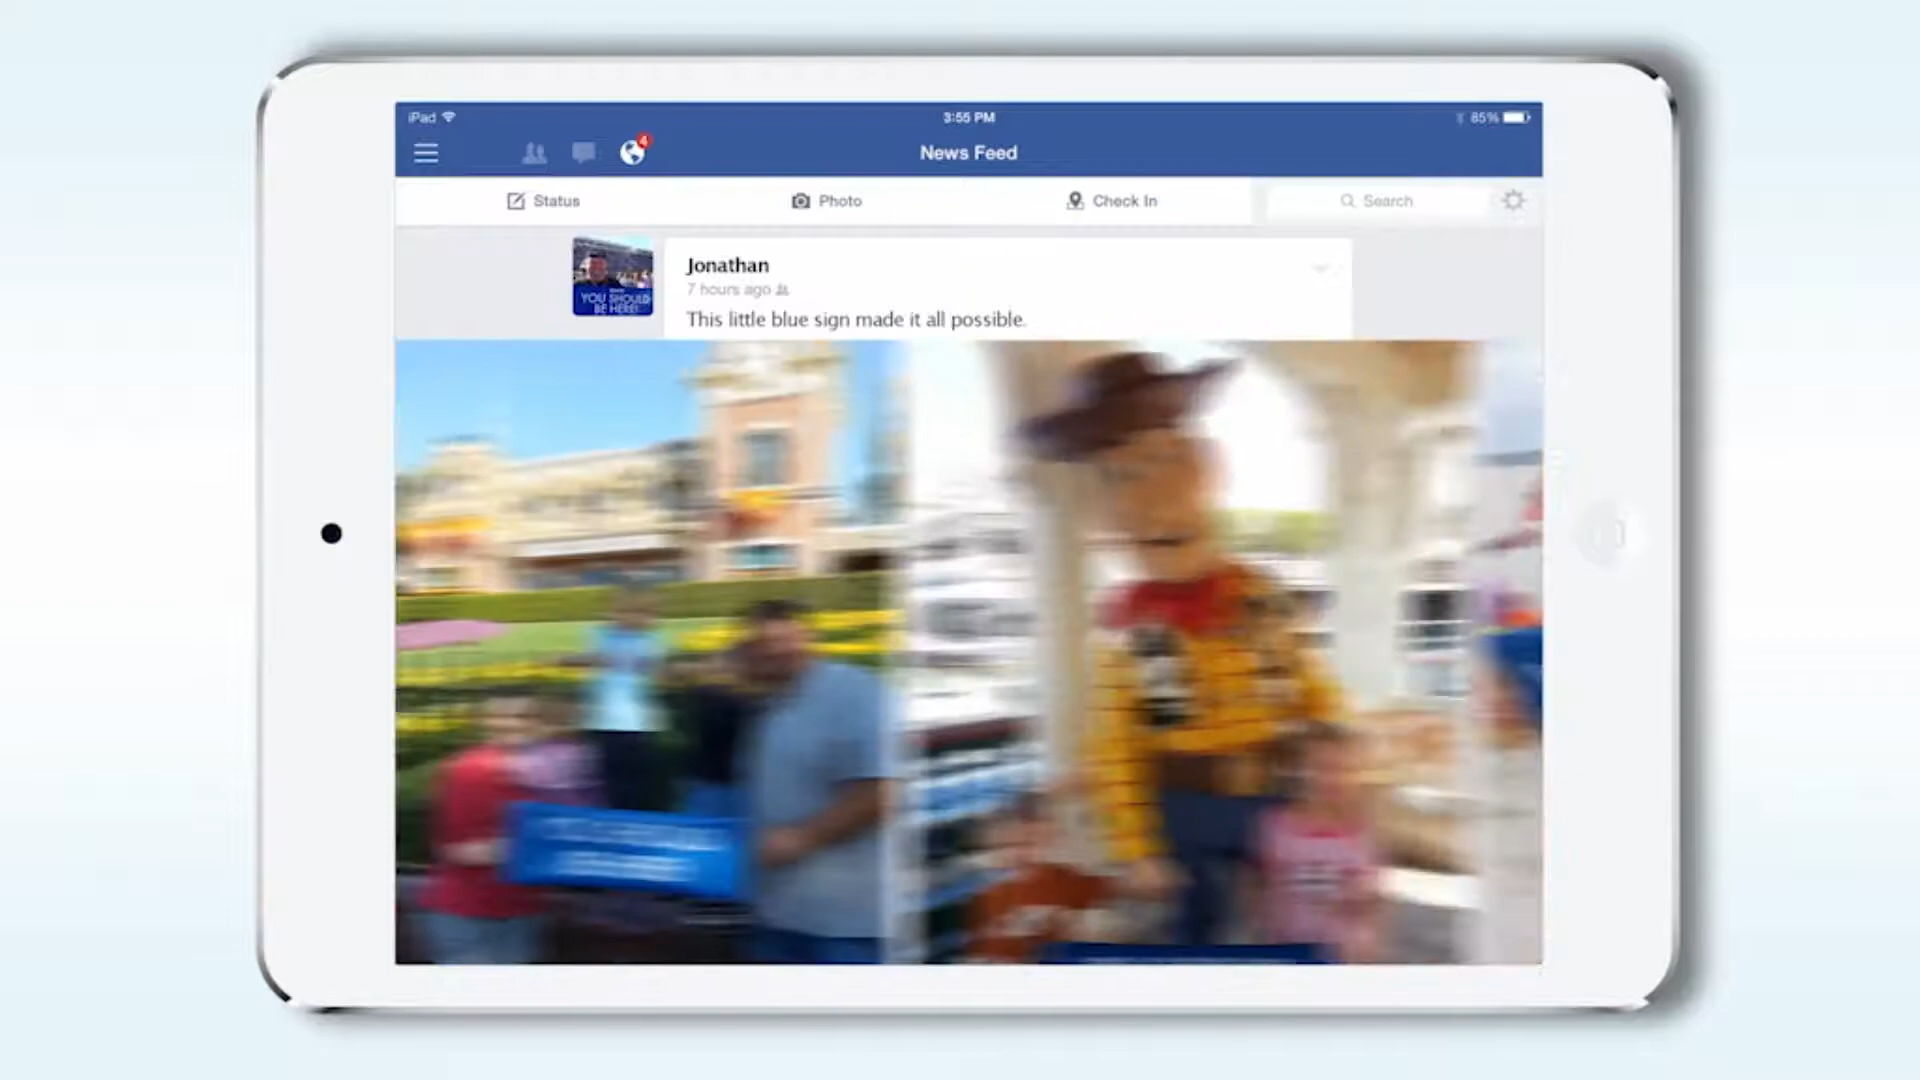 iPad
3:55 PM
85%
4
News Feed
Status
Photo
Check In
Search
Jonathan
7 hours ago
YOU SHOULD
BE HERE!
This little blue sign made it all possible.